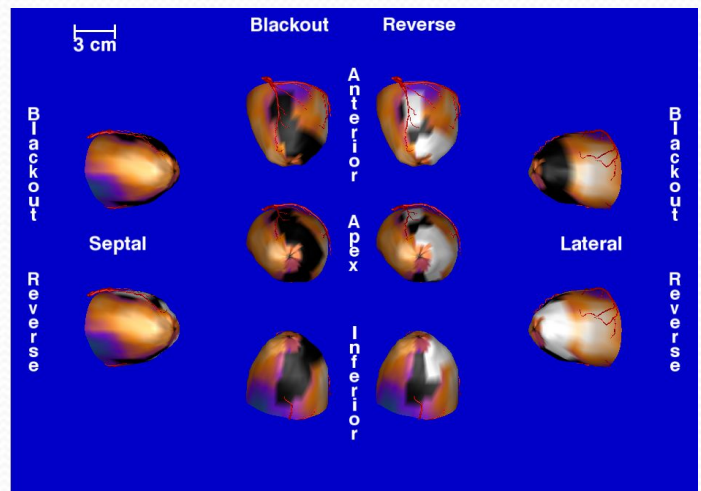 Blackout Reverse
3 cm
Anterior
Blackout
Blackout
Apex
Septal
Lateral
Reverse
Reverse
Inferior